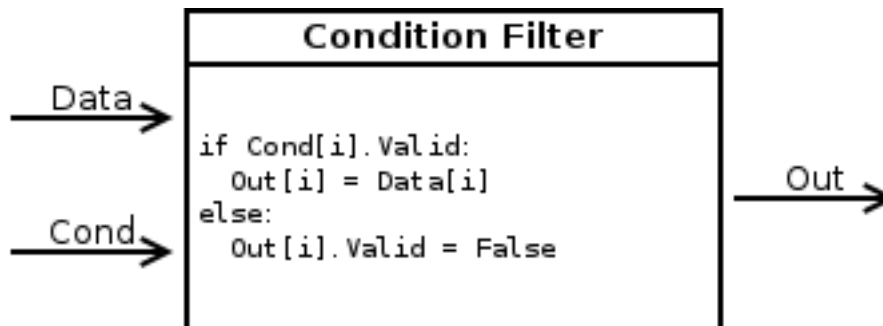 Condition Filter
Data
if Cond[i].Valid:
Out[i] = Data[i]
Out
else:
Cond
Out[i].Valid = False